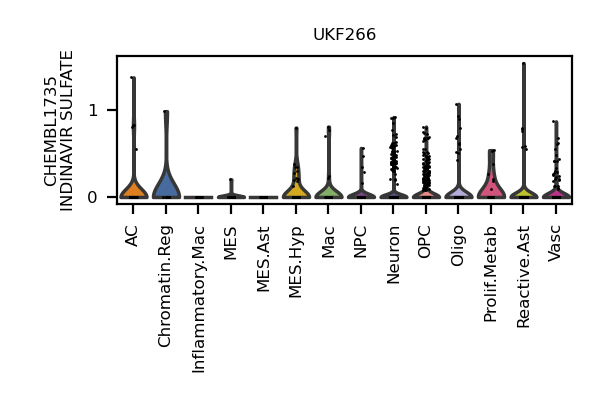 UKF266
CHEMBL1735
INDINAVIR SULFATE
1
0
AC
Chromatin.Reg
Inflammatory.Mac
MES
MES.Ast
MES.Hyp
Mac
NPC
Neuron
OPC
Oligo
Prolif.Metab
Reactive.Ast
Vasc